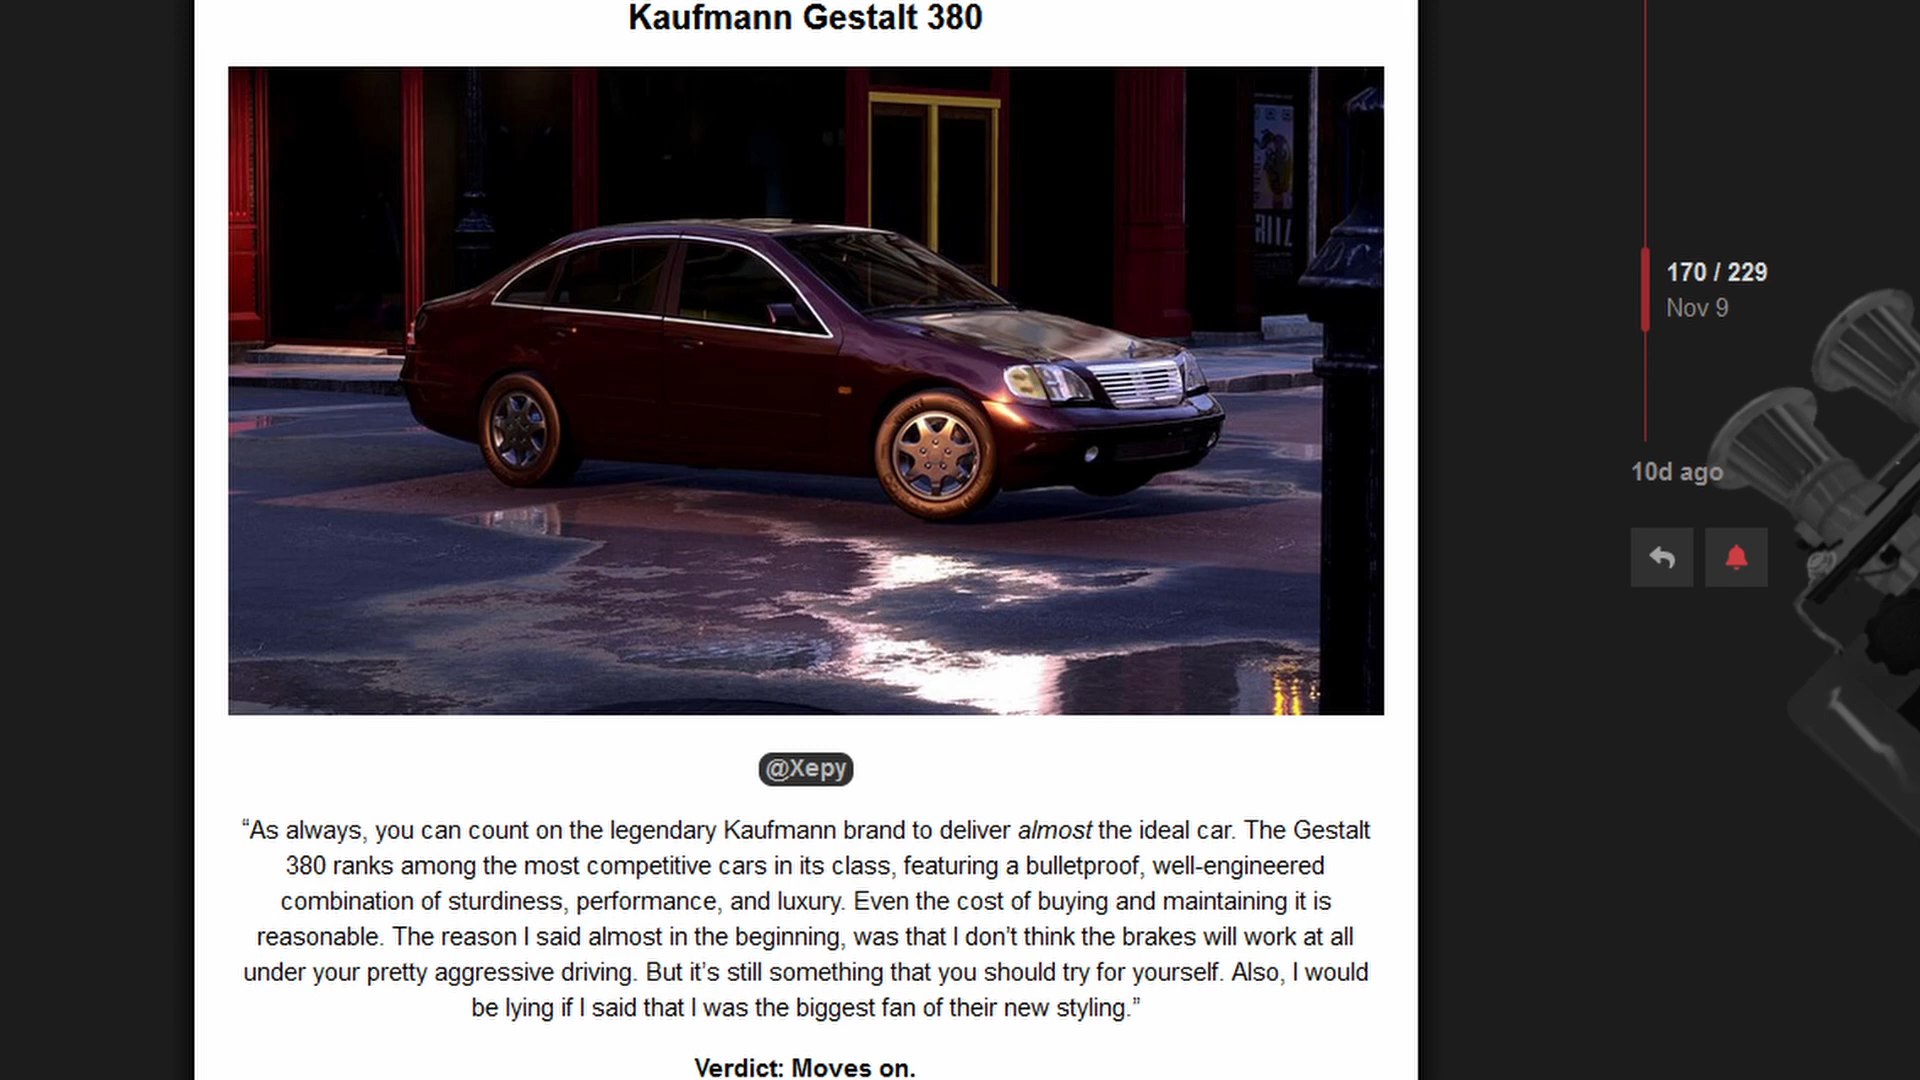 Kaufmann Gestalt 380
170 / 229
Nov 9
10d ago
@Xepy
“As always, you can count on the legendary Kaufmann brand to deliver almost the ideal car. The Gestalt
380 ranks among the most competitive cars in its class, featuring a bulletproof, well-engineered
combination of sturdiness, performance, and luxury. Even the cost of buying and maintaining it is
reasonable. The reason I said almost in the beginning, was that I don’t think the brakes will work at all
under your pretty aggressive driving. But it’s still something that you should try for yourself. Also, I would
be lying if I said that I was the biggest fan of their new styling.”
Verdict: Moves on.